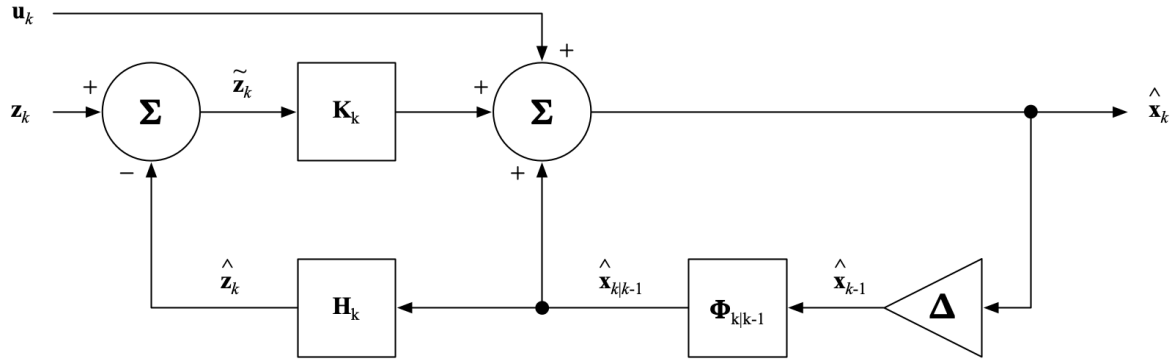 u_k
+
+ z̃_k +
z_k Σ K_k Σ x̂_k
− +
ẑ_k x̂_{k|k-1} x̂_{k-1}
H_k Φ_{k|k-1} Δ